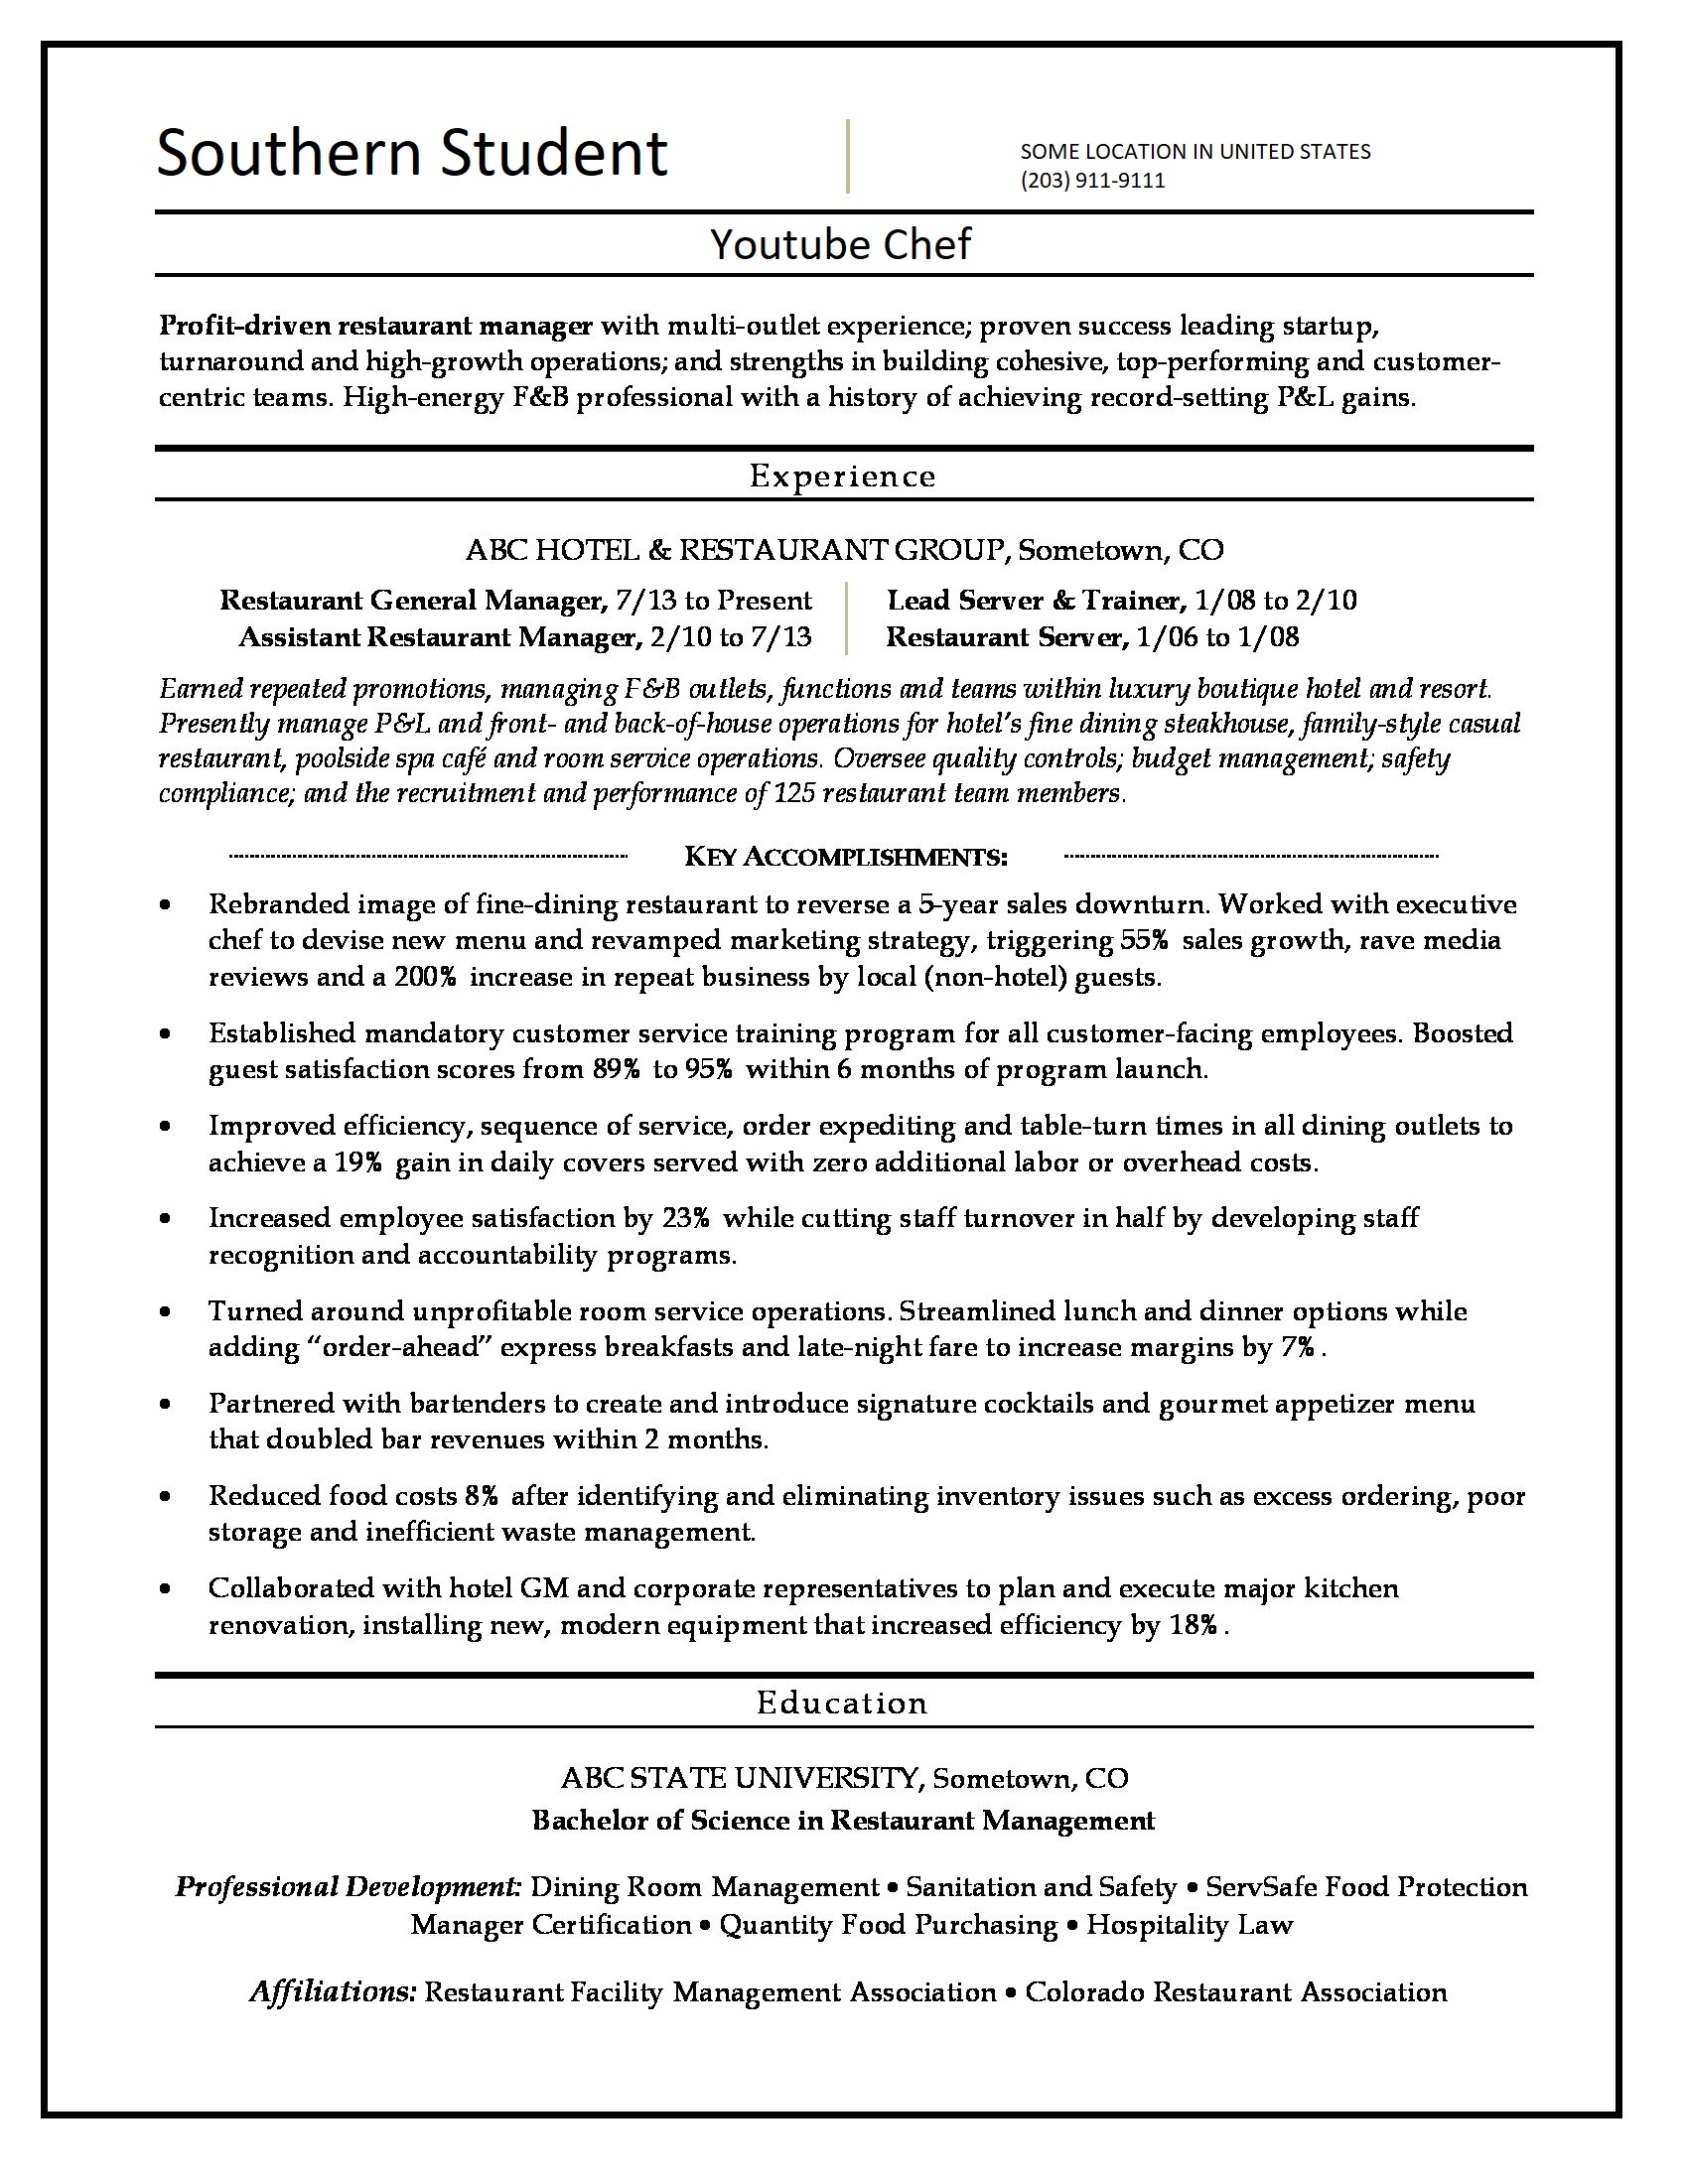 Southern Student
SOME LOCATION IN UNITED STATES
(203) 911-9111
Youtube Chef
Profit-driven restaurant manager with multi-outlet experience; proven success leading startup,
turnaround and high-growth operations; and strengths in building cohesive, top-performing and customer-
centric teams. High-energy F&B professional with a history of achieving record-setting P&L gains.
Experience
ABC HOTEL & RESTAURANT GROUP, Sometown, CO
Restaurant General Manager, 7/13 to Present
Assistant Restaurant Manager, 2/10 to 7/13
Lead Server & Trainer, 1/08 to 2/10
Restaurant Server, 1/06 to 1/08
Earned repeated promotions, managing F&B outlets, functions and teams within luxury boutique hotel and resort.
Presently manage P&L and front- and back-of-house operations for hotel's fine dining steakhouse, family-style casual
restaurant, poolside spa café and room service operations. Oversee quality controls; budget management; safety
compliance; and the recruitment and performance of 125 restaurant team members.
KEY ACCOMPLISHMENTS:
• Rebranded image of fine-dining restaurant to reverse a 5-year sales downturn. Worked with executive
chef to devise new menu and revamped marketing strategy, triggering 55% sales growth, rave media
reviews and a 200% increase in repeat business by local (non-hotel) guests.
• Established mandatory customer service training program for all customer-facing employees. Boosted
guest satisfaction scores from 89% to 95% within 6 months of program launch.
• Improved efficiency, sequence of service, order expediting and table-turn times in all dining outlets to
achieve a 19% gain in daily covers served with zero additional labor or overhead costs.
• Increased employee satisfaction by 23% while cutting staff turnover in half by developing staff
recognition and accountability programs.
• Turned around unprofitable room service operations. Streamlined lunch and dinner options while
adding “order-ahead” express breakfasts and late-night fare to increase margins by 7% .
• Partnered with bartenders to create and introduce signature cocktails and gourmet appetizer menu
that doubled bar revenues within 2 months.
• Reduced food costs 8% after identifying and eliminating inventory issues such as excess ordering, poor
storage and inefficient waste management.
• Collaborated with hotel GM and corporate representatives to plan and execute major kitchen
renovation, installing new, modern equipment that increased efficiency by 18% .
Education
ABC STATE UNIVERSITY, Sometown, CO
Bachelor of Science in Restaurant Management
Professional Development: Dining Room Management • Sanitation and Safety • ServSafe Food Protection
Manager Certification • Quantity Food Purchasing • Hospitality Law
Affiliations: Restaurant Facility Management Association • Colorado Restaurant Association